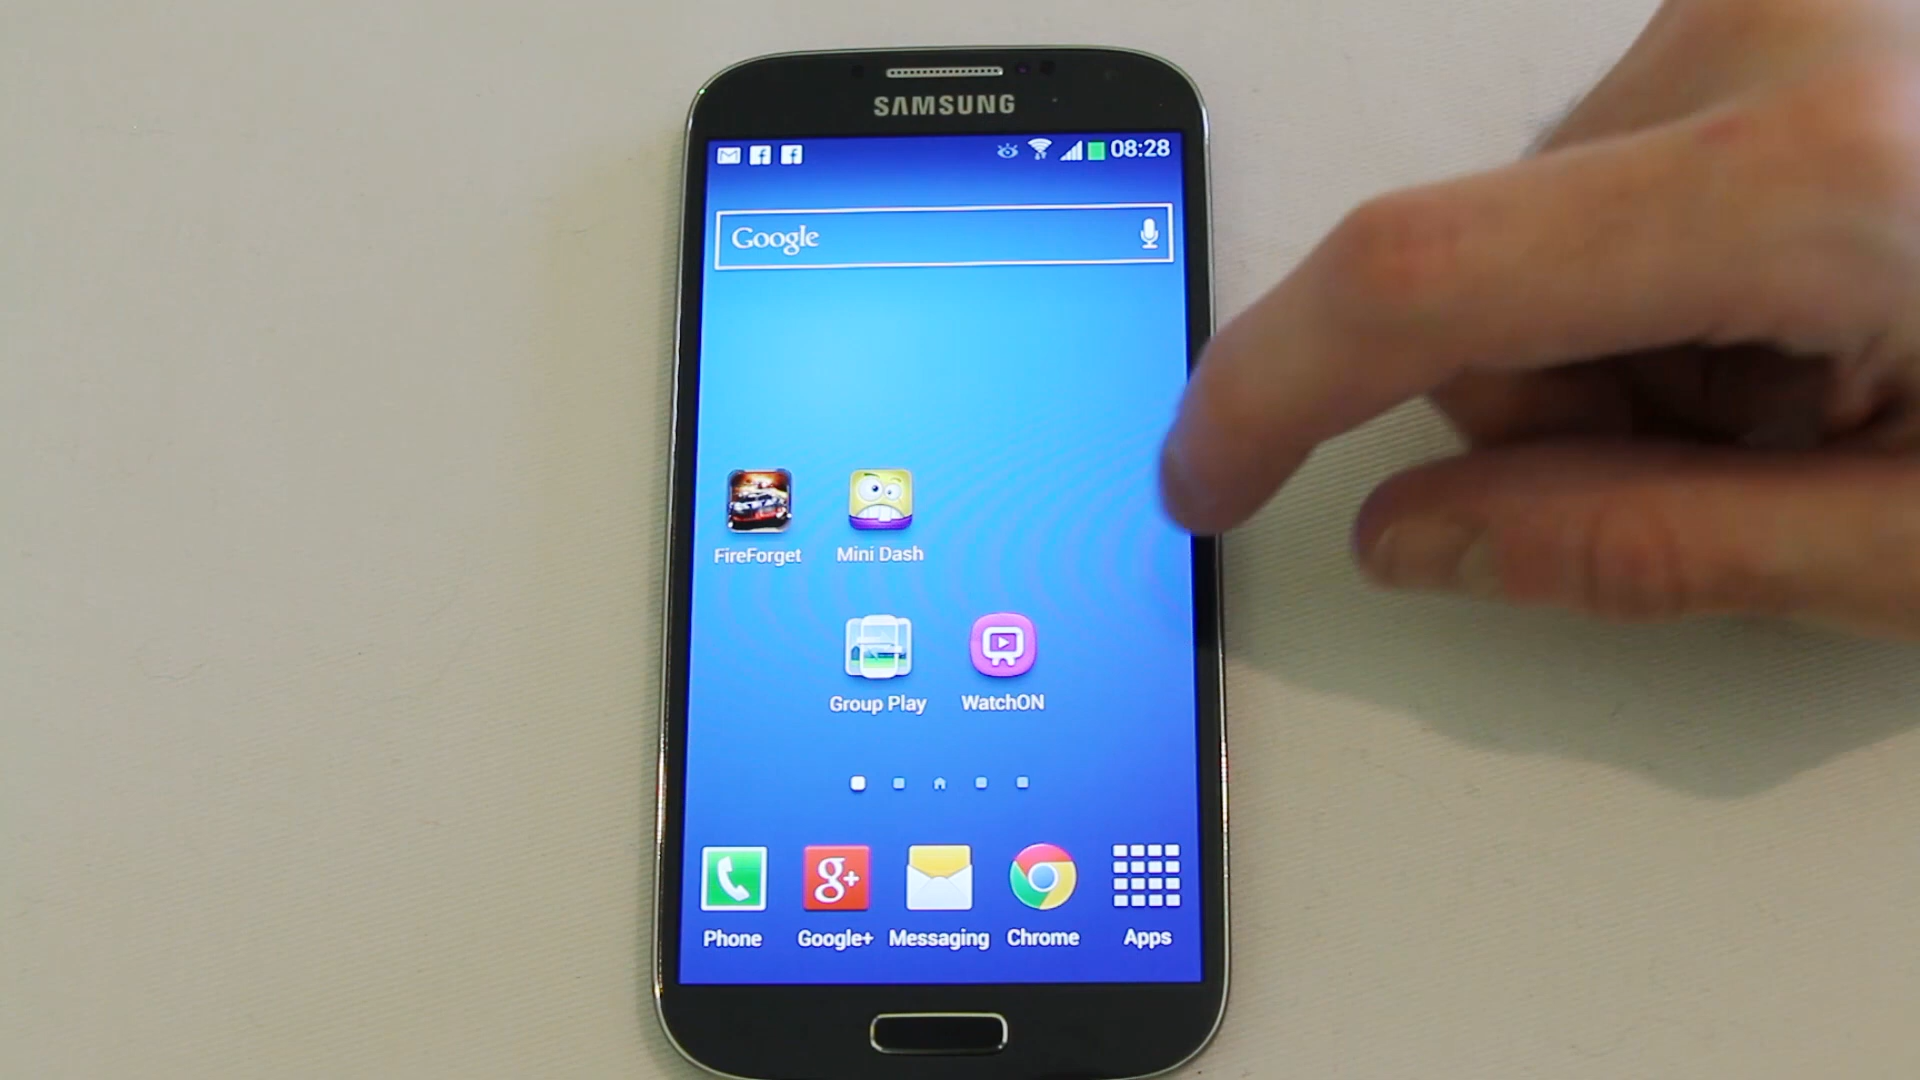 SAMSUNG
08:28
Google
FireForget
Mini Dash
Group Play
WatchON
g+
Phone
Google+
Messaging
Chrome
Apps